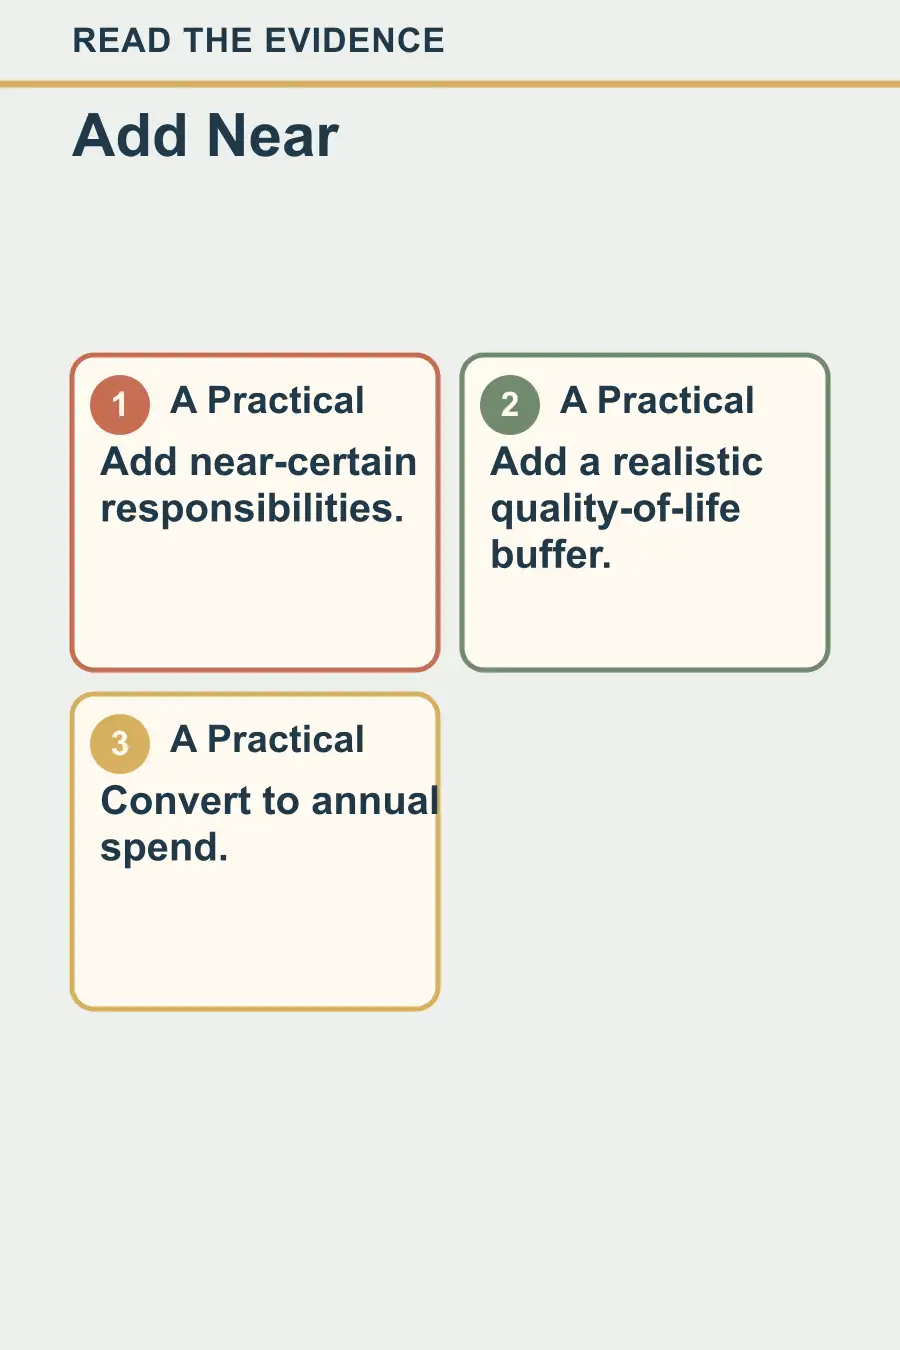 READ THE EVIDENCE
Add Near
1
A Practical
Add near-certain
responsibilities.
2
A Practical
Add a realistic
quality-of-life
buffer.
3
A Practical
Convert to annual
spend.